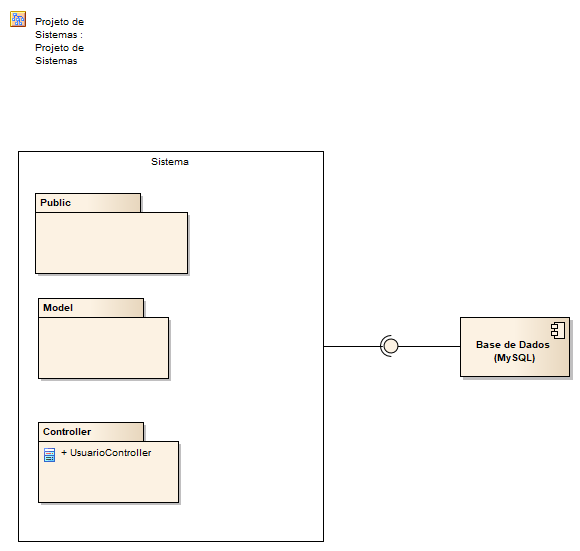 Projeto de
Sistemas :
Projeto de
Sistemas
Sistema
Public
Model
Controller
+ UsuarioController
Base de Dados
(MySQL)